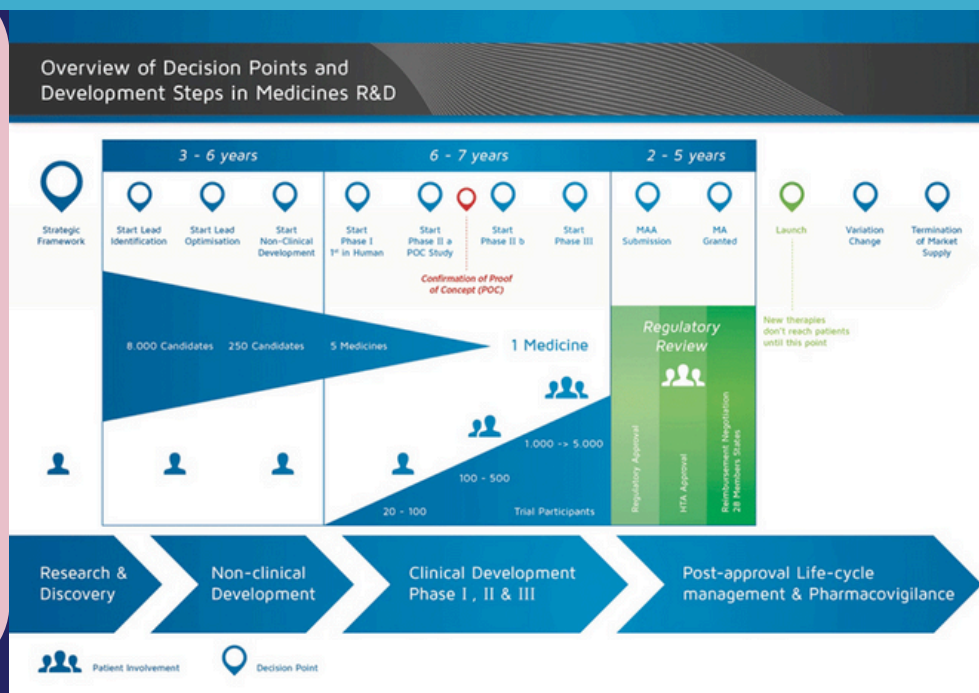 Overview of Decision Points and
Development Steps in Medicines R&D
3 - 6 years
6 - 7 years
2 - 5 years
Strategic
Framework
Start Lead
Identification
Start Lead
Optimisation
Start
Non-Clinical
Development
Start
Phase I
1st in Human
Start
Phase II a
POC Study
Start
Phase II b
Start
Phase III
MAA
Submission
MA
Granted
Launch
Variation
Change
Termination
of Market
Supply
Confirmation of Proof
of Concept (POC)
New therapies
don't reach patients
until this point
8.000 Candidates
250 Candidates
5 Medicines
1 Medicine
Regulatory
Review
Regulatory Approval
HTA Approval
Reimbursement Negotiation
28 Members States
1.000 -> 5.000
100 - 500
20 - 100
Trial Participants
Research &
Discovery
Non-clinical
Development
Clinical Development
Phase I , II & III
Post-approval Life-cycle
management & Pharmacovigilance
Patient Involvement
Decision Point